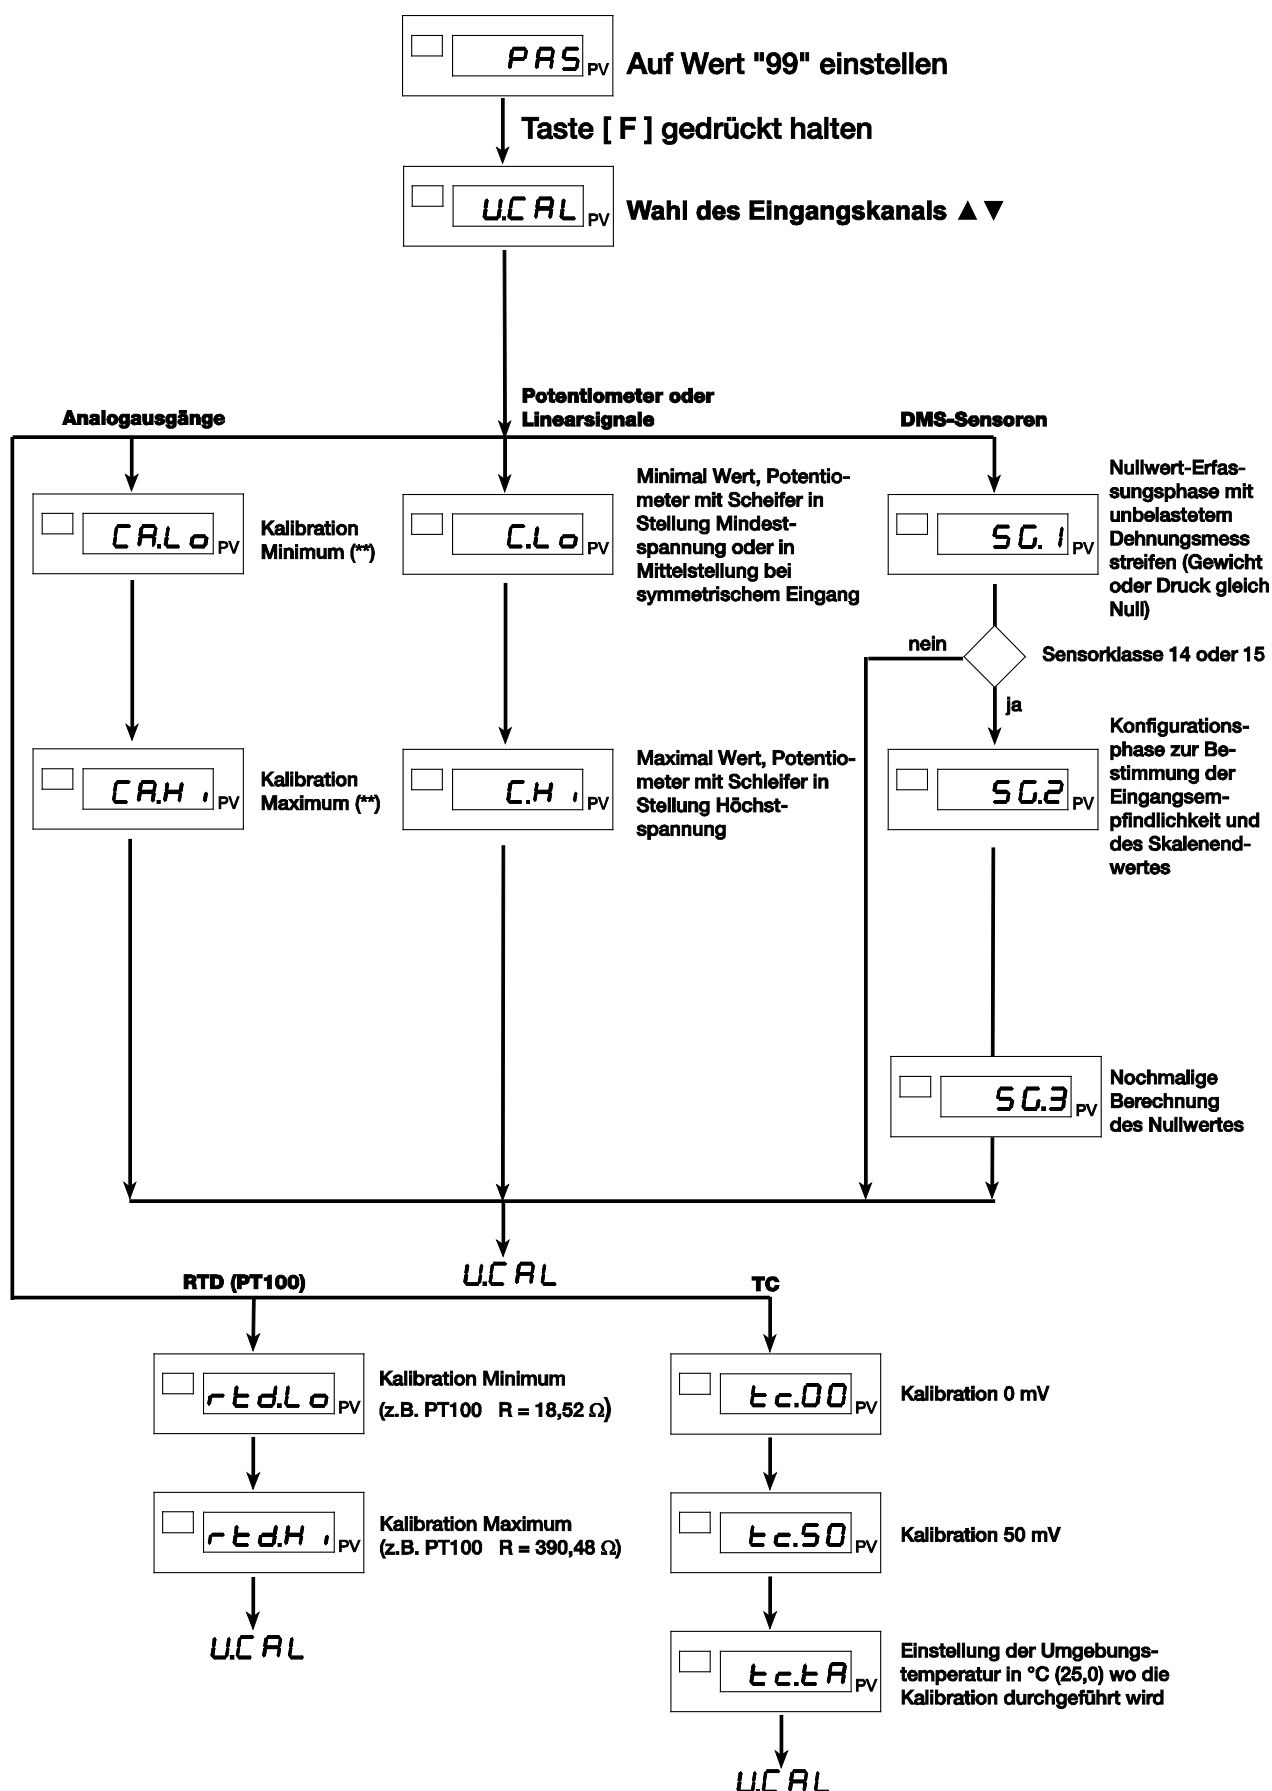 PAS PV
Auf Wert "99" einstellen
Taste [ F ] gedrückt halten
U.CAL PV
Wahl des Eingangskanals ▲▼
Analogausgänge
Potentiometer oder
Linearsignale
DMS-Sensoren
CA.Lo PV
Kalibration
Minimum (**)
C.Lo PV
Minimal Wert, Potentio-
meter mit Scheifer in
Stellung Mindest-
spannung oder in
Mittelstellung bei
symmetrischem Eingang
SG.1 PV
Nullwert-Erfas-
sungsphase mit
unbelastetem
Dehnungsmess
streifen (Gewicht
oder Druck gleich
Null)
nein
Sensorklasse 14 oder 15
ja
CA.Hi PV
Kalibration
Maximum (**)
C.Hi PV
Maximal Wert, Potentio-
meter mit Schleifer in
Stellung Höchst-
spannung
SG.2 PV
Konfigurations-
phase zur Be-
stimmung der
Eingangsem-
pfindlichkeit und
des Skalenend-
wertes
SG.3 PV
Nochmalige
Berechnung
des Nullwertes
U.CAL
RTD (PT100)
TC
rtd.Lo PV
Kalibration Minimum
(z.B. PT100 R = 18,52 Ω)
tc.00 PV
Kalibration 0 mV
rtd.Hi PV
Kalibration Maximum
(z.B. PT100 R = 390,48 Ω)
tc.50 PV
Kalibration 50 mV
U.CAL
tc.tA PV
Einstellung der Umgebungs-
temperatur in °C (25,0) wo die
Kalibration durchgeführt wird
U.CAL